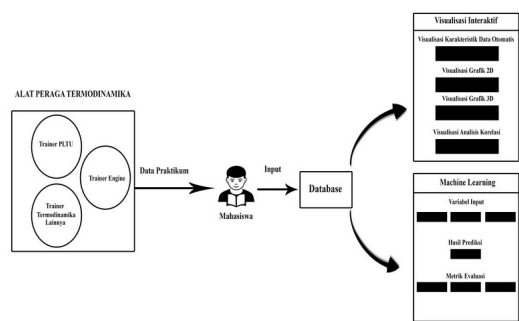 ALAT PERAGA TERMODINAMIKA
Trainer PLTU
Trainer Engine
Trainer
Termodinamika
Lainnya
Data Praktikum
Mahasiswa
Input
Database
Visualisasi Interaktif
Visualisasi Karakteristik Data Otomatis
Visualisasi Grafik 2D
Visualisasi Grafik 3D
Visualisasi Analisis Korelasi
Machine Learning
Variabel Input
Hasil Prediksi
Metrik Evaluasi